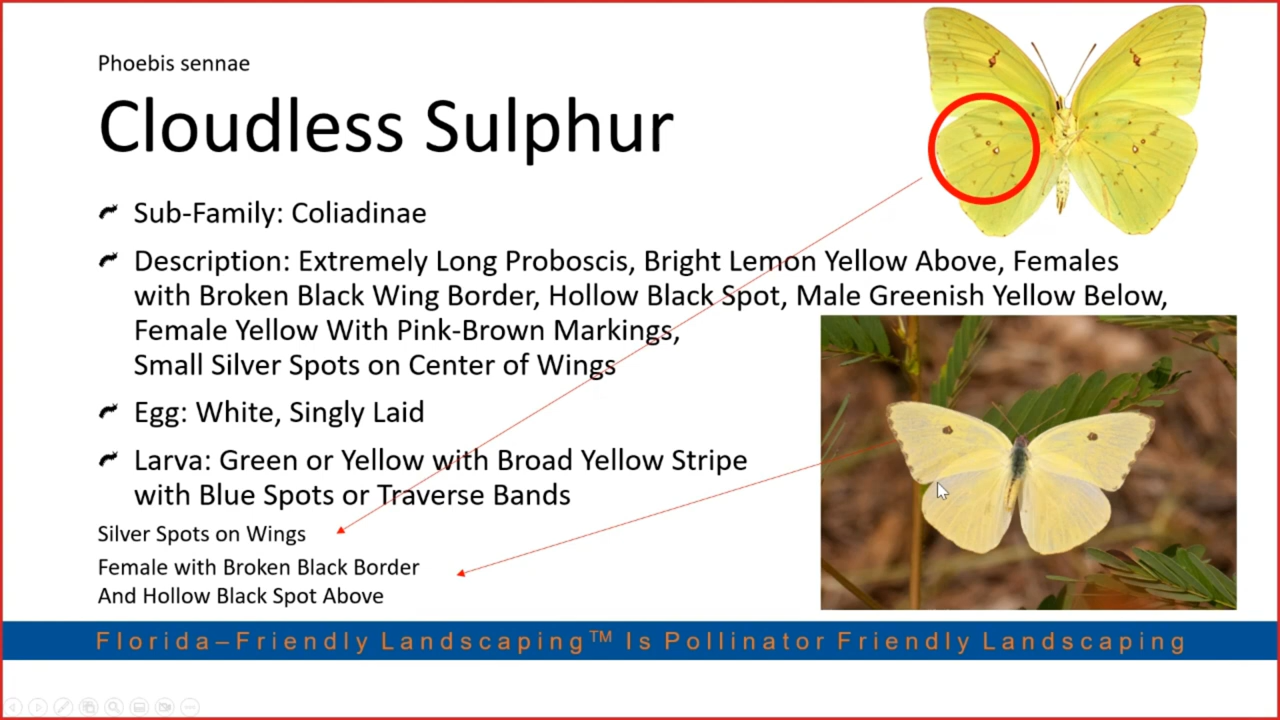 Phoebis sennae
Cloudless Sulphur
Sub-Family: Coliadinae
Description: Extremely Long Proboscis, Bright Lemon Yellow Above, Females
with Broken Black Wing Border, Hollow Black Spot, Male Greenish Yellow Below,
Female Yellow With Pink-Brown Markings,
Small Silver Spots on Center of Wings
Egg: White, Singly Laid
Larva: Green or Yellow with Broad Yellow Stripe
with Blue Spots or Traverse Bands
Silver Spots on Wings
Female with Broken Black Border
And Hollow Black Spot Above
Florida–Friendly Landscaping™ Is Pollinator Friendly Landscaping